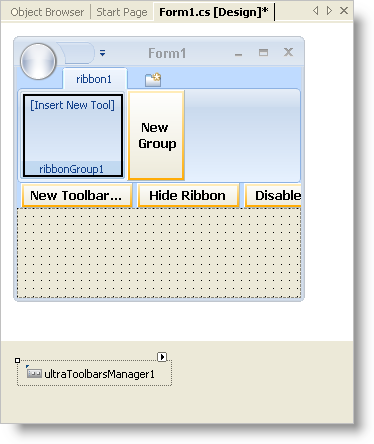 Object Browser Start Page Form1.cs [Design]*
Form1
ribbon1
[Insert New Tool]
New
Group
ribbonGroup1
New Toolbar... Hide Ribbon Disable
ultraToolbarsManager1